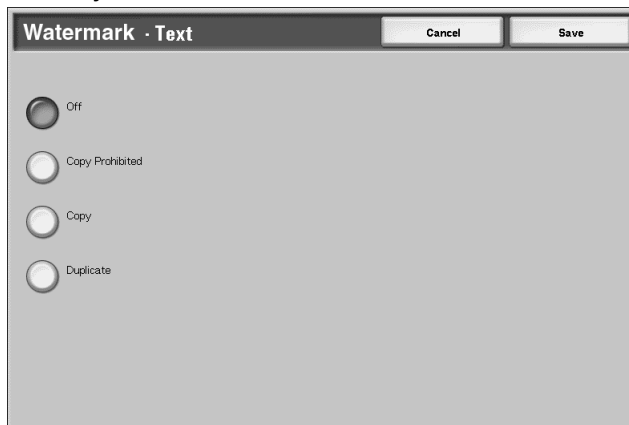 Watermark - Text
Cancel
Save
Off
Copy Prohibited
Copy
Duplicate